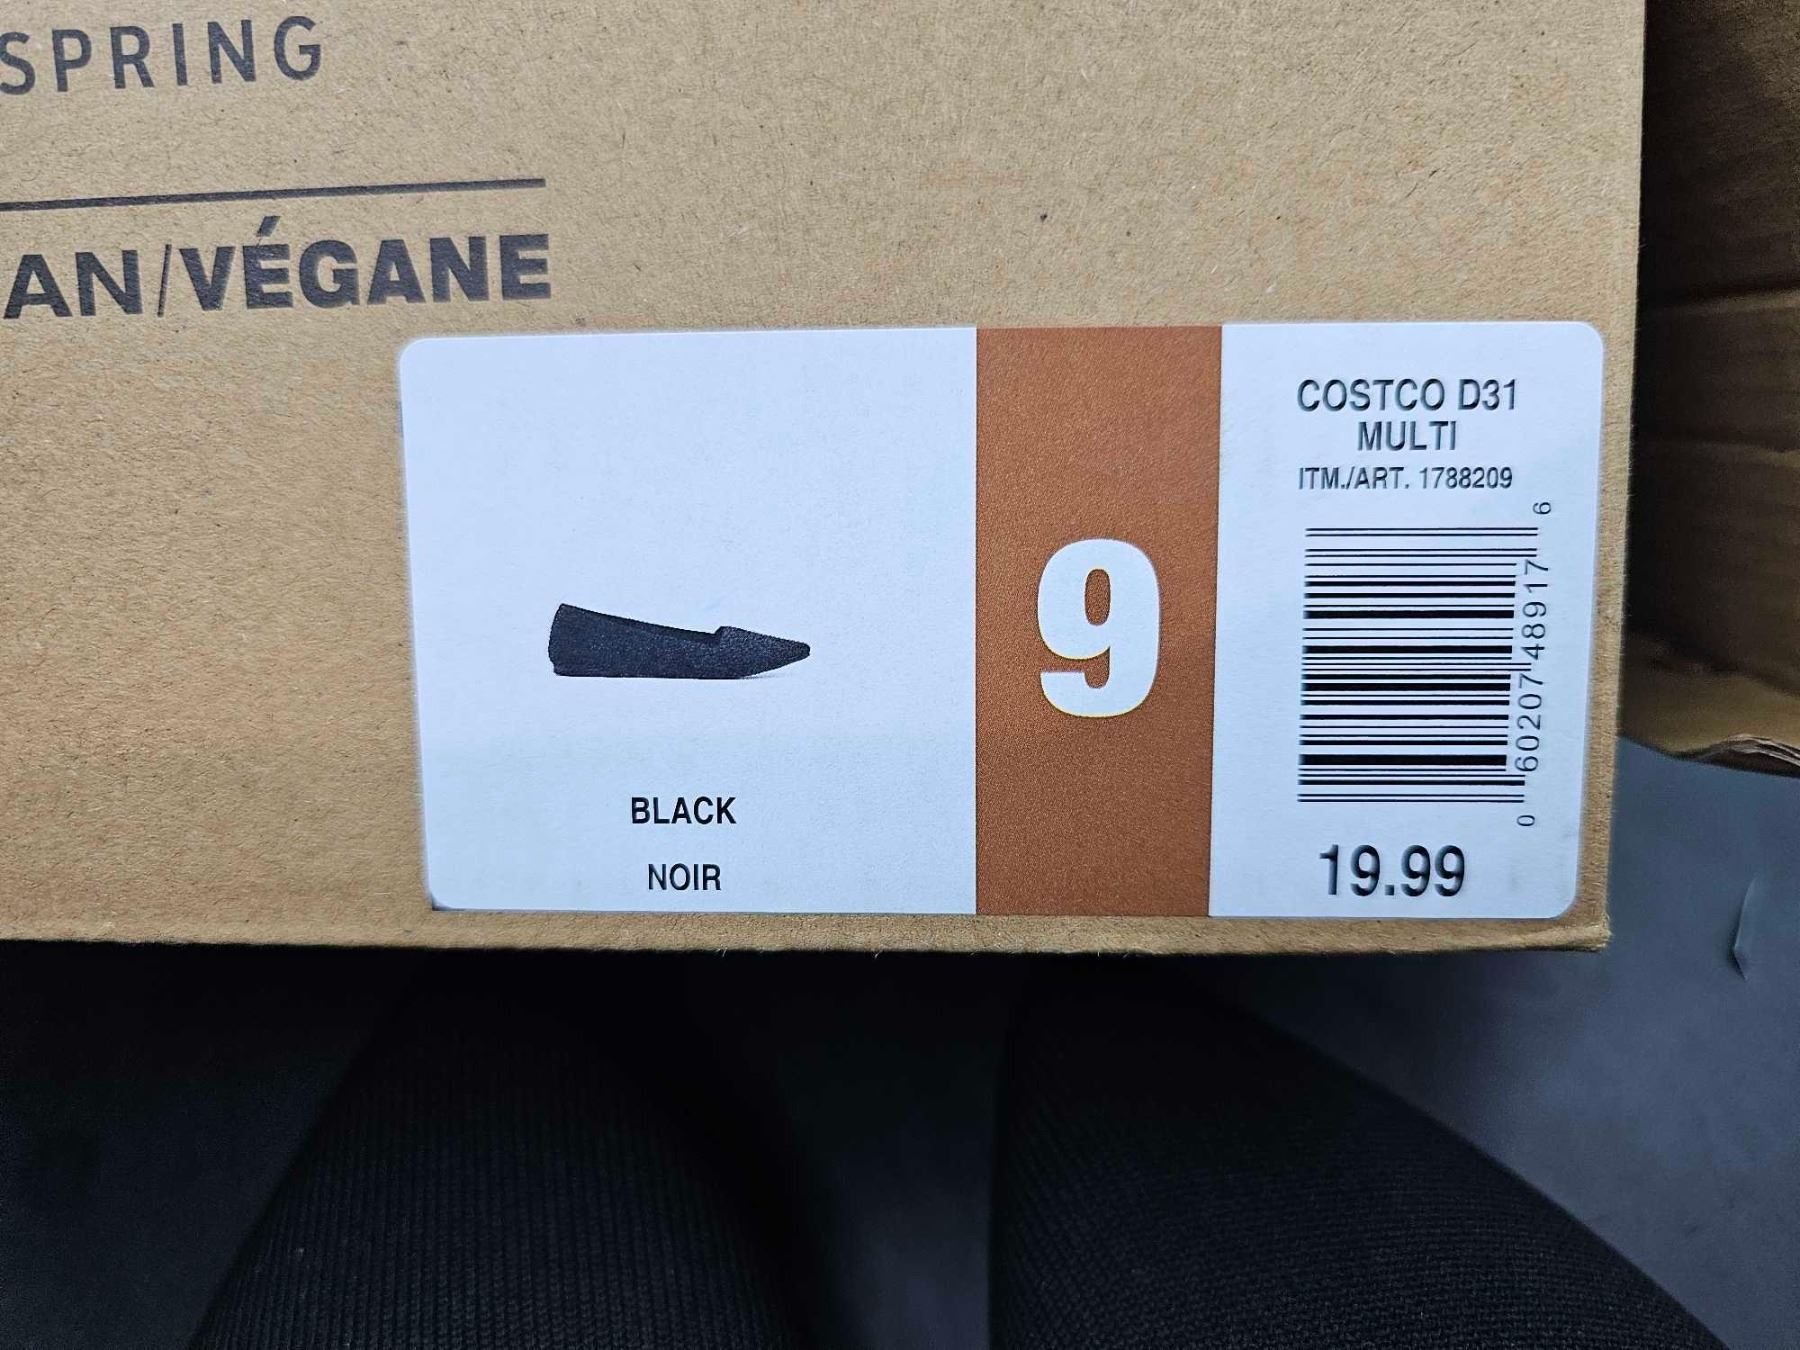 SPRING
AN/VÉGANE
BLACK
NOIR
9
COSTCO D31
MULTI
ITM./ART. 1788209
0 60207 48917 6
19.99